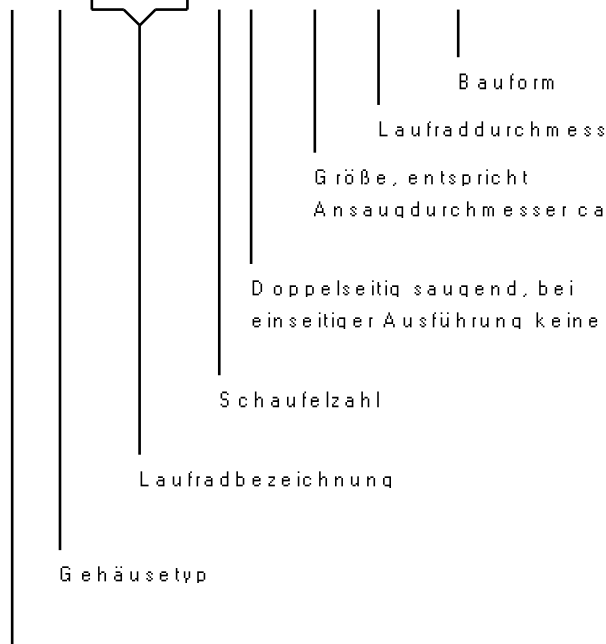 Bauform
Laufraddurchmess
Größe, entspricht
Ansaugdurchmesser ca
Doppelseitig saugend, bei
einseitiger Ausführung keine
Schaufelzahl
Laufradbezeichnung
Gehäusetyp